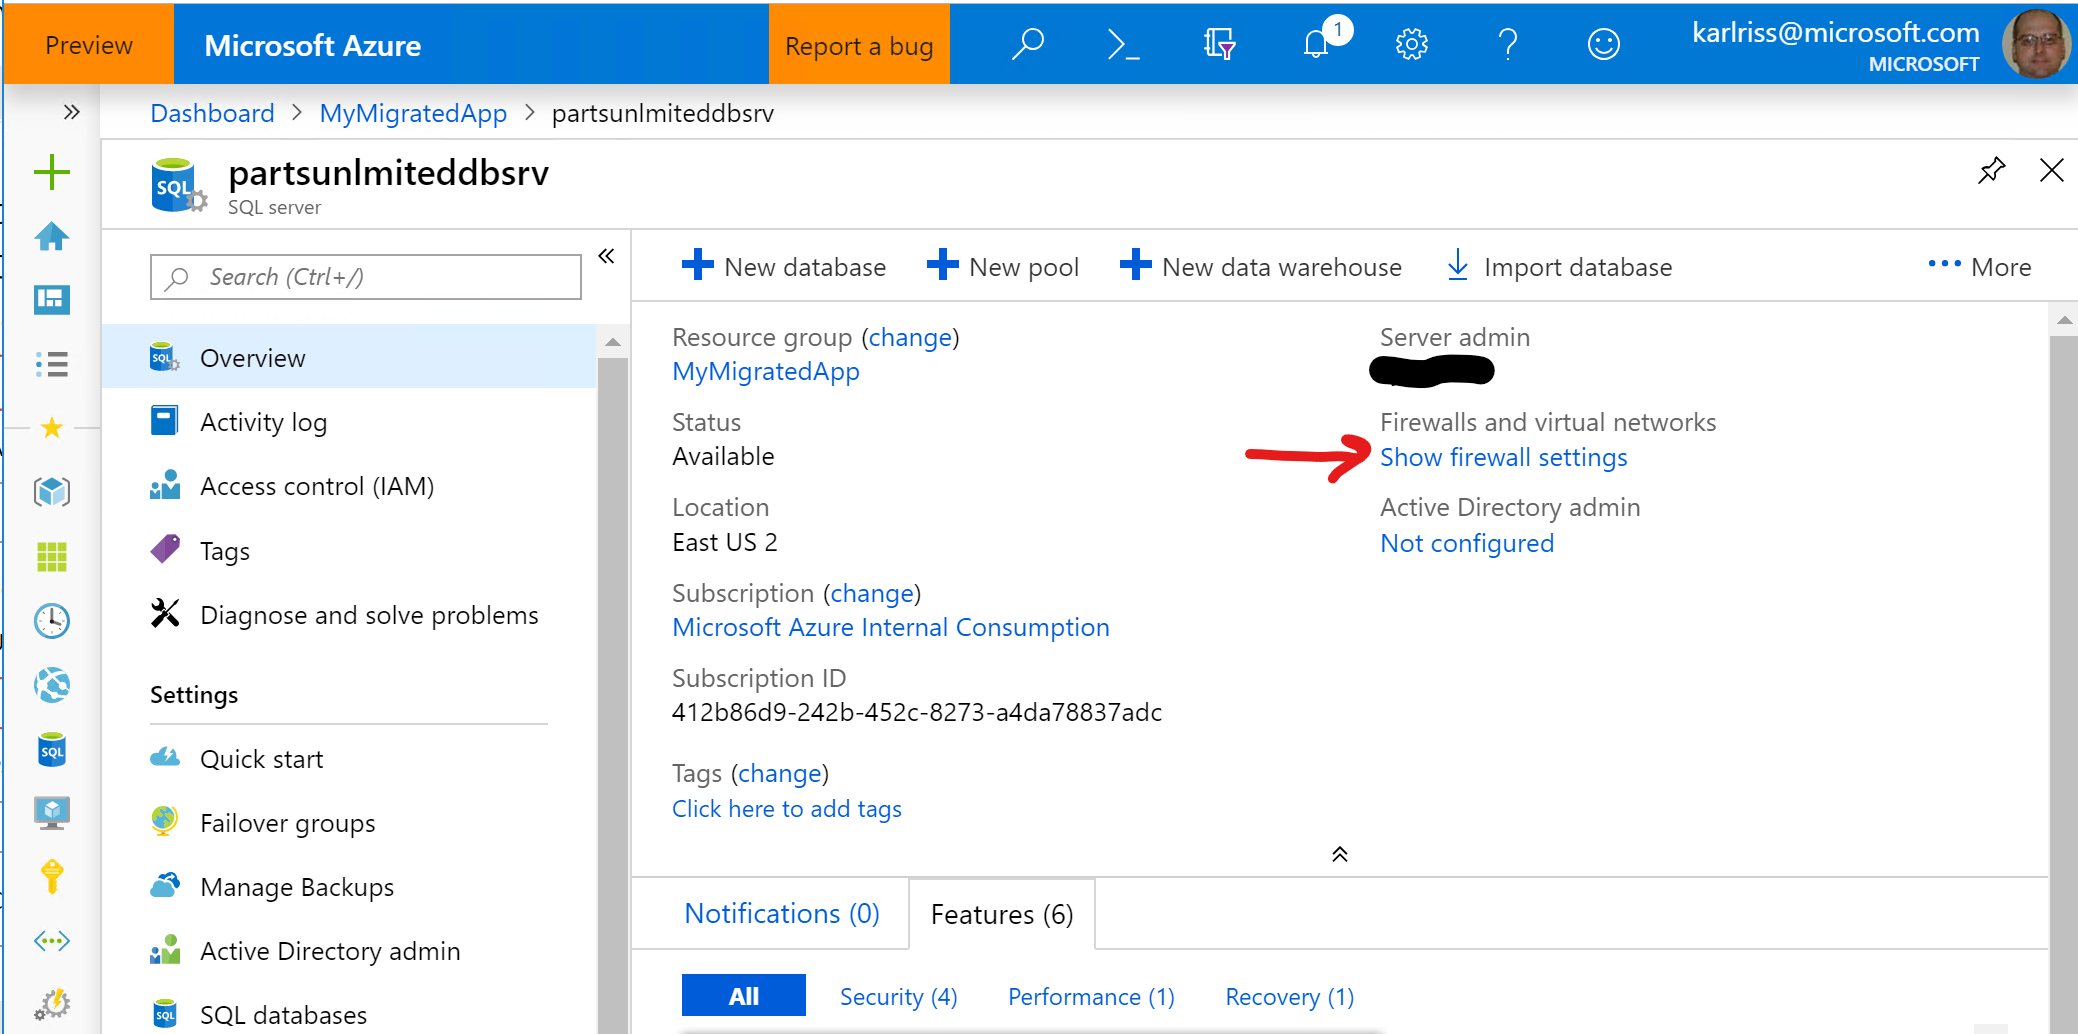 Preview
Microsoft Azure
Report a bug
1
karlriss@microsoft.com
MICROSOFT
Dashboard > MyMigratedApp > partsunlmiteddbsrv
partsunlmiteddbsrv
SQL server
SQL
Search (Ctrl+/)
New database
New pool
New data warehouse
Import database
More
SQL
Overview
Activity log
Access control (IAM)
Tags
Diagnose and solve problems
Settings
Quick start
Failover groups
Manage Backups
Active Directory admin
SQL
SQL databases
SQL
Resource group (change)
MyMigratedApp
Status
Available
Location
East US 2
Subscription (change)
Microsoft Azure Internal Consumption
Subscription ID
412b86d9-242b-452c-8273-a4da78837adc
Tags (change)
Click here to add tags
Server admin
Firewalls and virtual networks
Show firewall settings
Active Directory admin
Not configured
Notifications (0)
Features (6)
All
Security (4)
Performance (1)
Recovery (1)